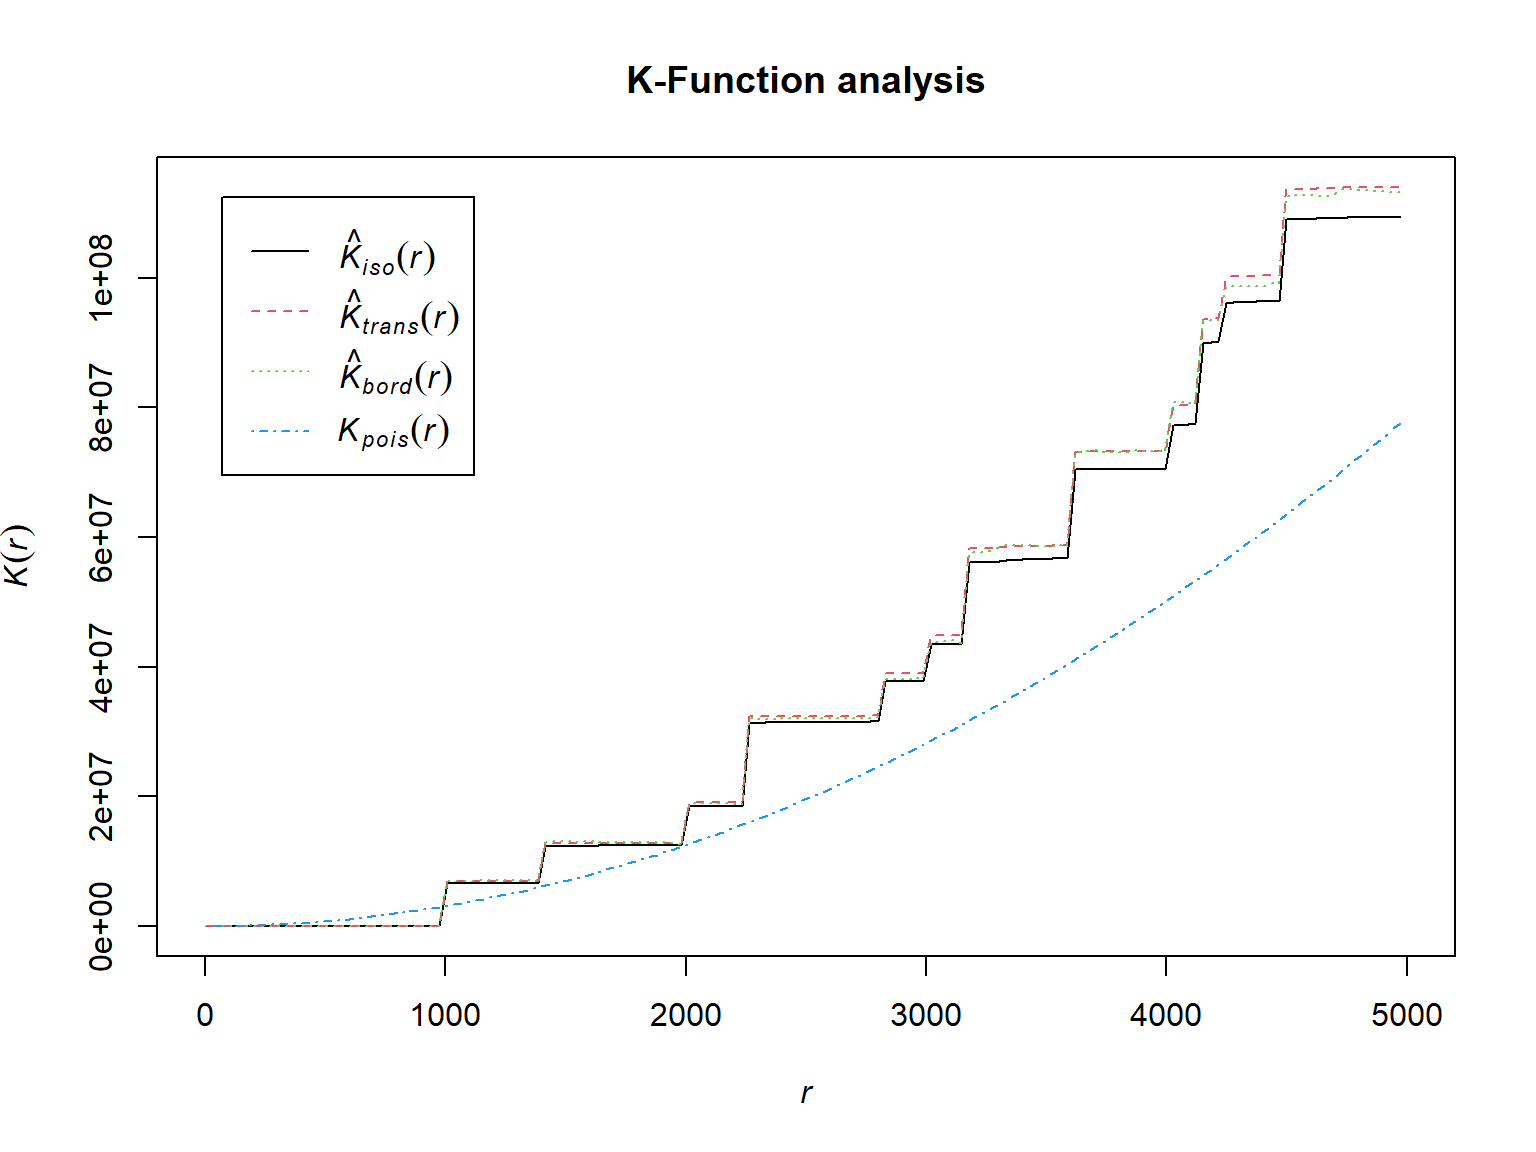 K-Function analysis
K̂iso(r)
K̂trans(r)
K̂bord(r)
Kpois(r)
K(r)
0e+00 2e+07 4e+07 6e+07 8e+07 1e+08
0 1000 2000 3000 4000 5000
r